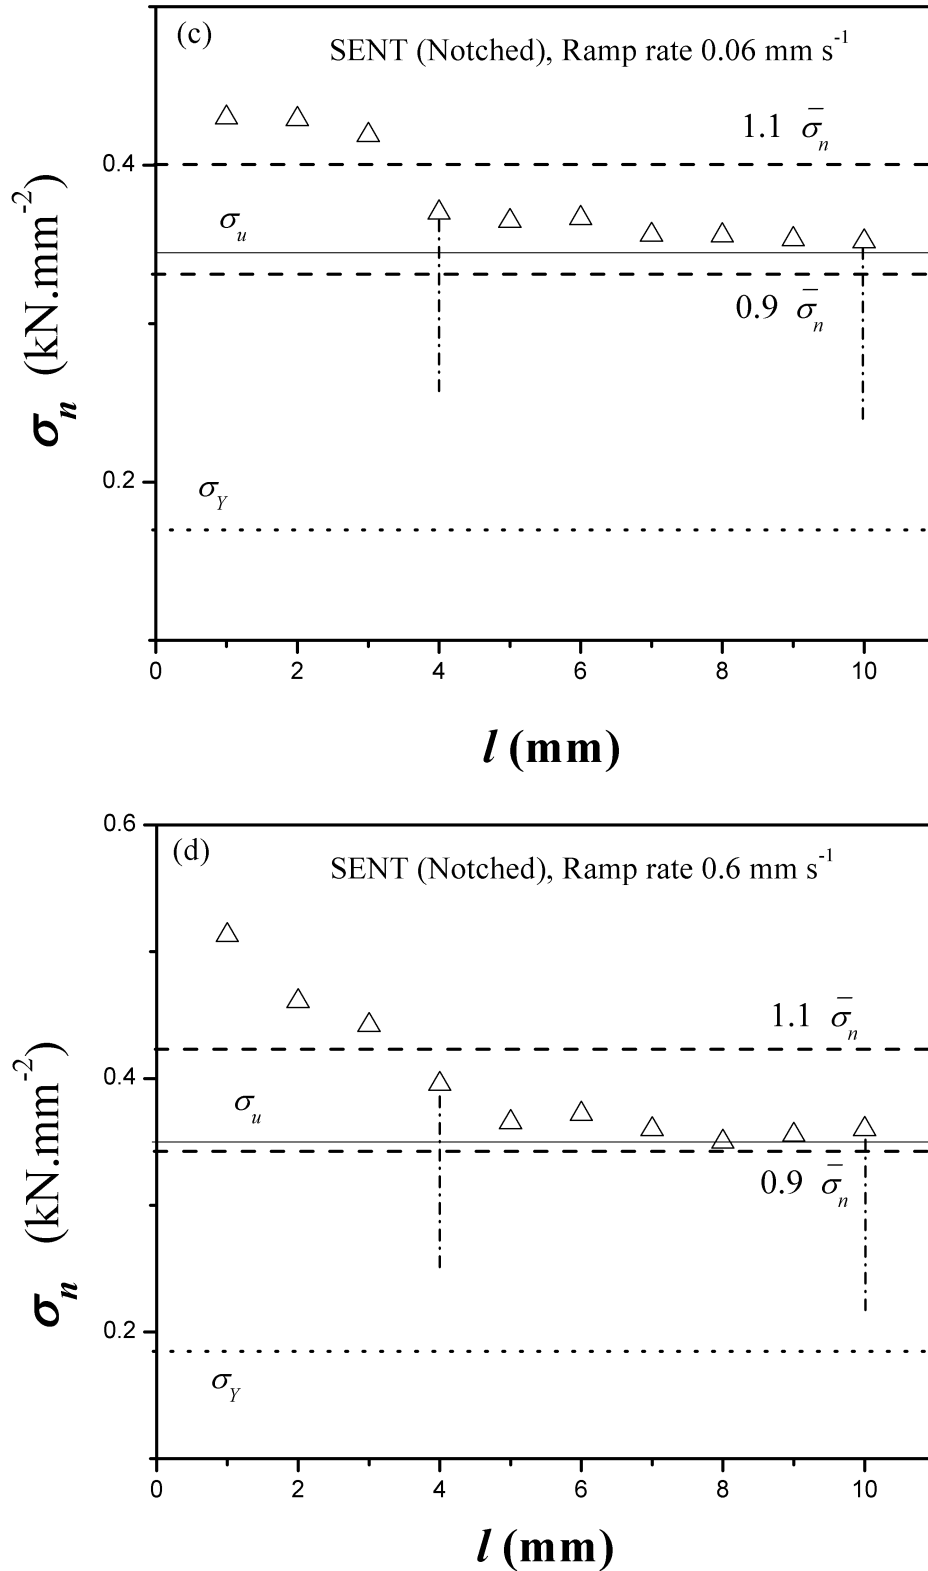 (c)
SENT (Notched), Ramp rate 0.06 mm s⁻¹
1.1 σ̄ₙ
0.4
σᵤ
0.9 σ̄ₙ
σₙ (kN.mm⁻²)
0.2
σ_Y
0 2 4 6 8 10
l (mm)
0.6
(d)
SENT (Notched), Ramp rate 0.6 mm s⁻¹
1.1 σ̄ₙ
0.4
σᵤ
0.9 σ̄ₙ
σₙ (kN.mm⁻²)
0.2
σ_Y
0 2 4 6 8 10
l (mm)